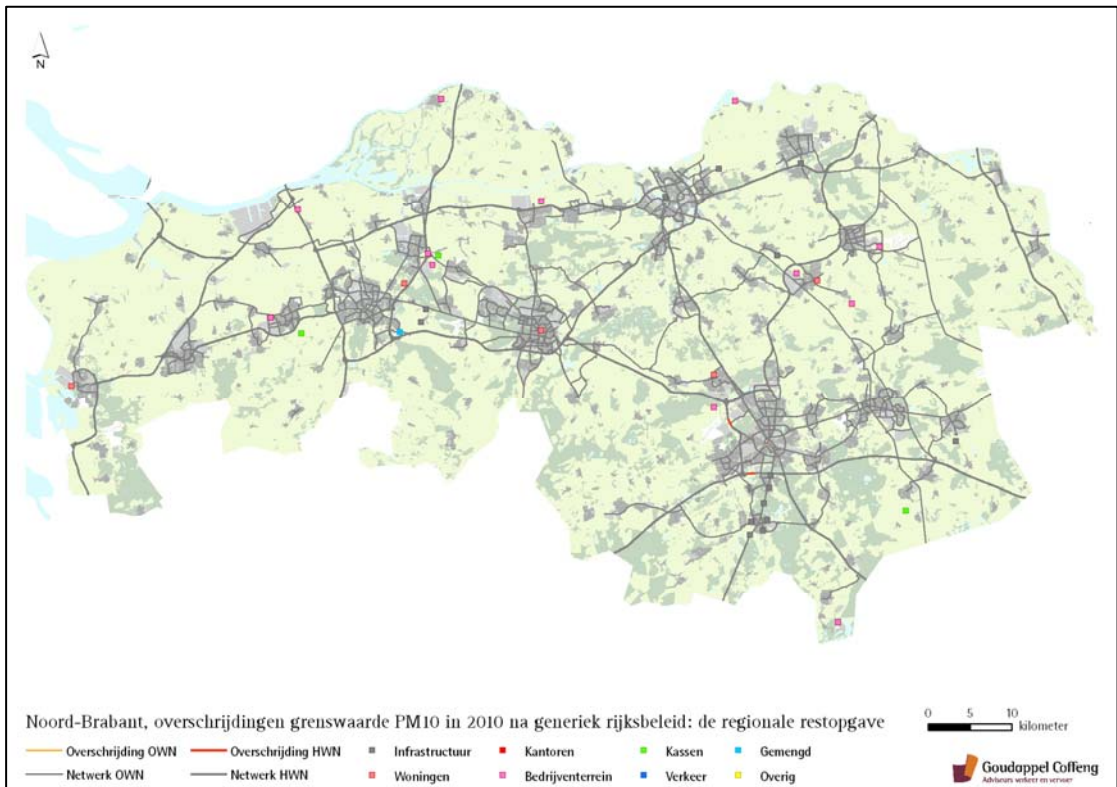 N
Noord-Brabant, overschrijdingen grenswaarde PM10 in 2010 na generiek rijksbeleid: de regionale restopgave
0 5 10
kilometer
Overschrijding OWN Overschrijding HWN Infrastructuur Kantoren Kassen Gemengd
Netwerk OWN Netwerk HWN Woningen Bedrijventerrein Verkeer Overig
Goudappel Coffeng
Adviseurs verkeer en vervoer